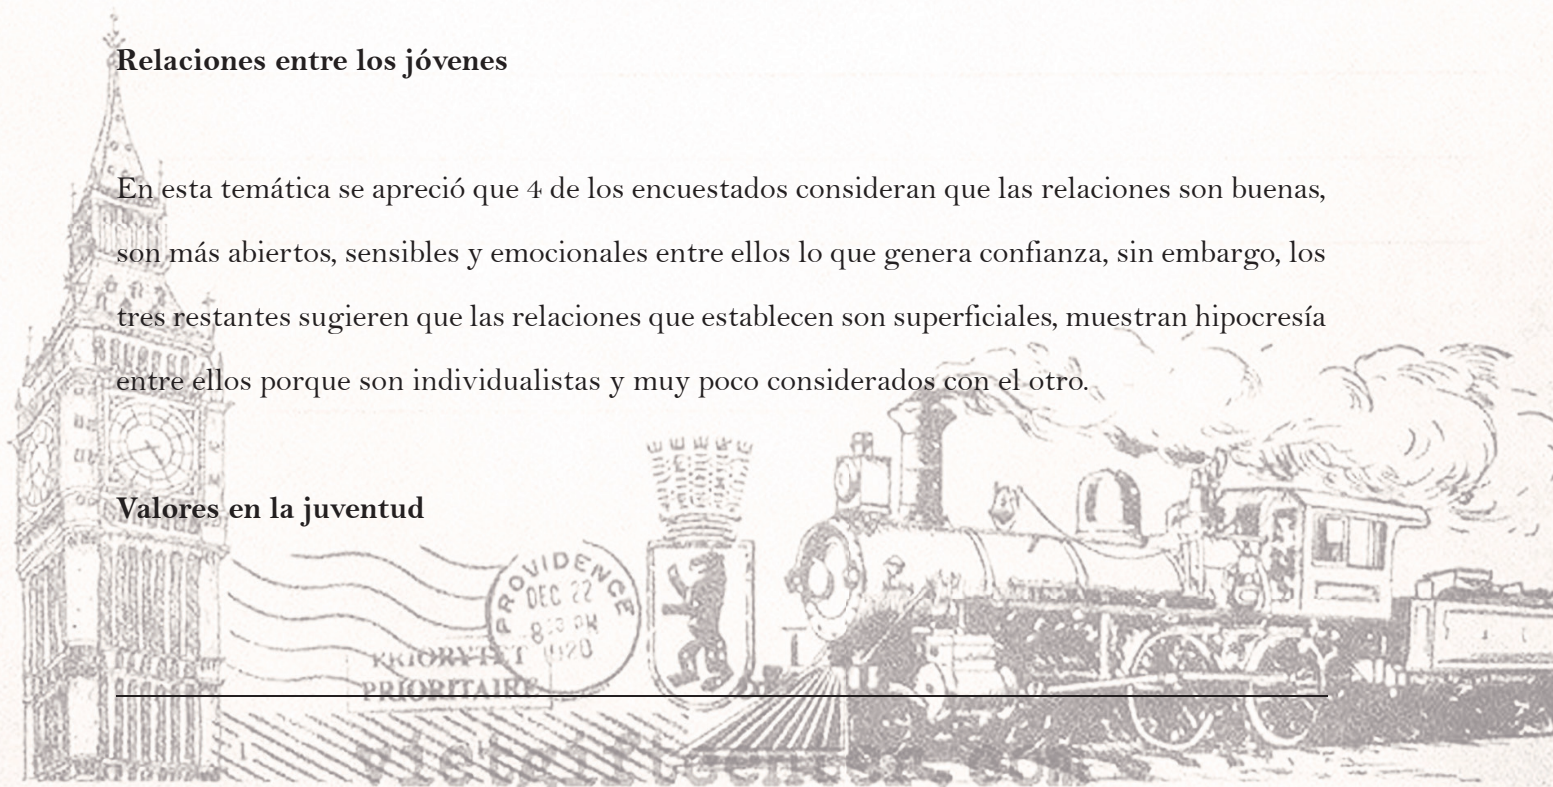 Relaciones entre los jóvenes
En esta temática se apreció que 4 de los encuestados consideran que las relaciones son buenas,
son más abiertos, sensibles y emocionales entre ellos lo que genera confianza, sin embargo, los
tres restantes sugieren que las relaciones que establecen son superficiales, muestran hipocresía
entre ellos porque son individualistas y muy poco considerados con el otro.
Valores en la juventud
PROVIDENCE
DEC 22
1920
PRIORITAIRE
vietgiftcenter.com